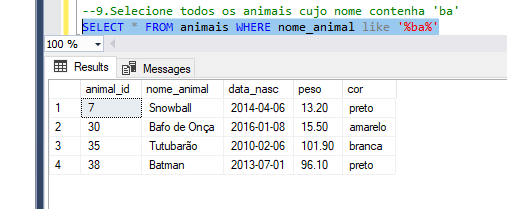 --9.Selecione todos os animais cujo nome contenha 'ba'
SELECT * FROM animais WHERE nome_animal like '%ba%'
100 %
Results Messages
animal_id nome_animal data_nasc peso cor
1 7 Snowball 2014-04-06 13.20 preto
2 30 Bafo de Onça 2016-01-08 15.50 amarelo
3 35 Tutubarão 2010-02-06 101.90 branca
4 38 Batman 2013-07-01 96.10 preto